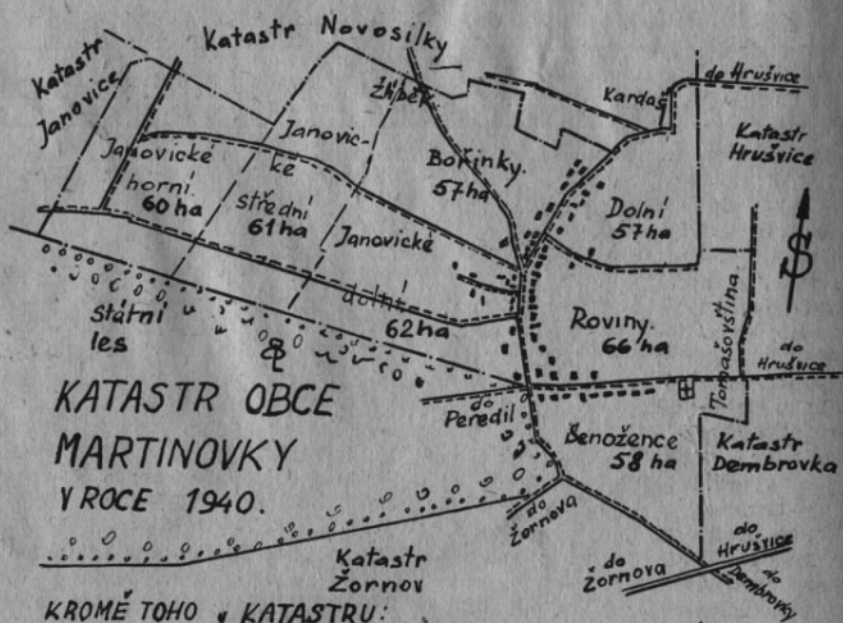 Katastr Novosilky
Katastr
Janovice
Kardaš
do Hrušvice
Katastr
Hrušvice
Janovické
horní
60 ha
Janovic-
ke
střední
61 ha
Janovické
dolní
62 ha
Bořinky.
57 ha
Dolní
57 ha
S
Roviny.
66 ha
Tomašovština
do
Hrušvice
státní
les
KATASTR OBCE
MARTINOVKY
V ROCE 1940.
do
Peredil
Šenožence
58 ha
Katastr
Dembrovka
do
Žornova
Katastr
Žornov
do
Žornova
do
Hrušvice
do
Dembrovky
KROMĚ TOHO v KATASTRU: